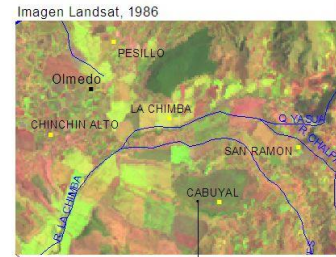 Imagen Landsat, 1986
PESILLO
Olmedo
LA CHIMBA
CHINCHIN ALTO
SAN RAMON
R. LA CHIMBA
CABUYAL